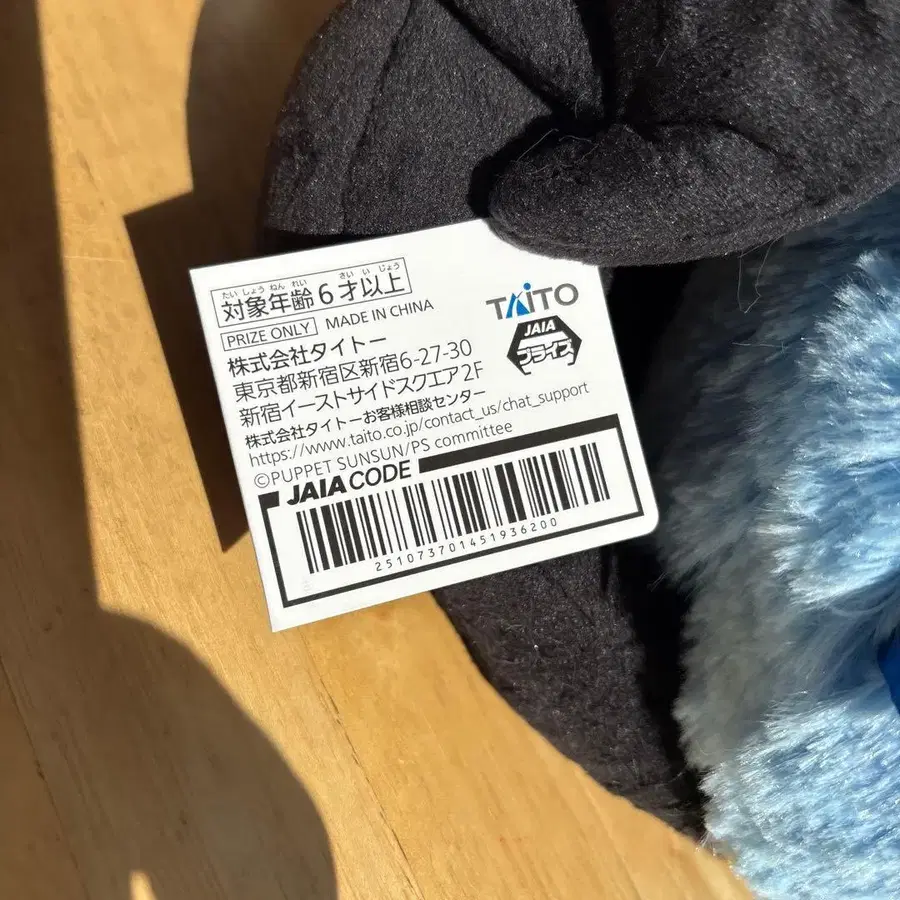 たいしょう ねん れい さい い じょう
対象年齢 6 才以上
PRIZE ONLY MADE IN CHINA
TAITO
JAIA
プライズ
株式会社タイトー
東京都新宿区新宿6-27-30
新宿イーストサイドスクエア2F
株式会社タイトーお客様相談センター
https://www.taito.co.jp/contact_us/chat_support
©PUPPET SUNSUN/PS committee
JAIA CODE
251073701451936200